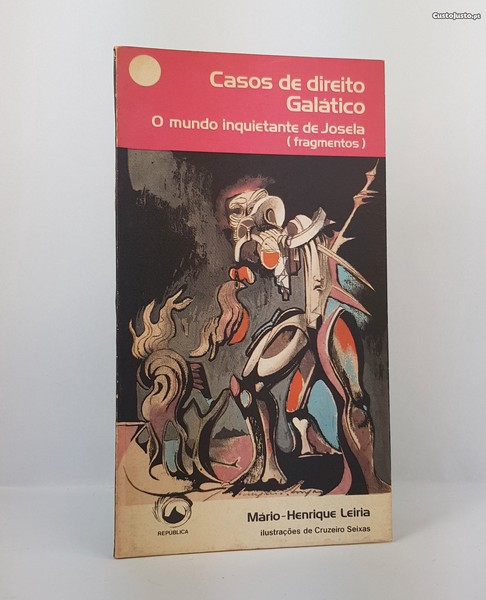 CustoJusto.pt
Casos de direito
Galático
O mundo inquietante de Josela
(fragmentos)
REPÚBLICA
Mário-Henrique Leiria
ilustrações de Cruzeiro Seixas